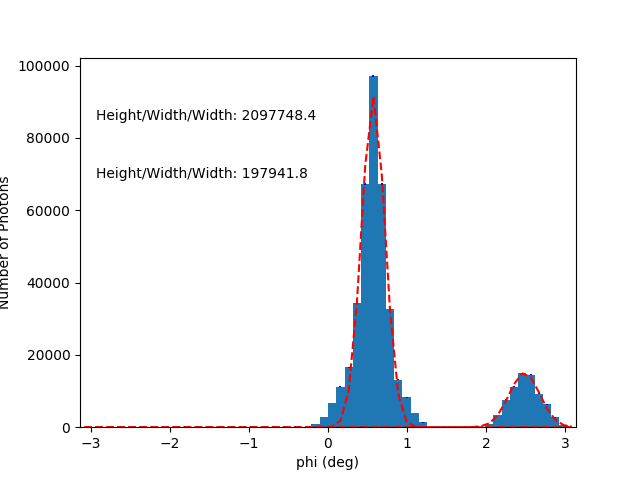 100000
80000
60000
40000
20000
0
Number of Photons
Height/Width/Width: 2097748.4
Height/Width/Width: 197941.8
−3 −2 −1 0 1 2 3
phi (deg)